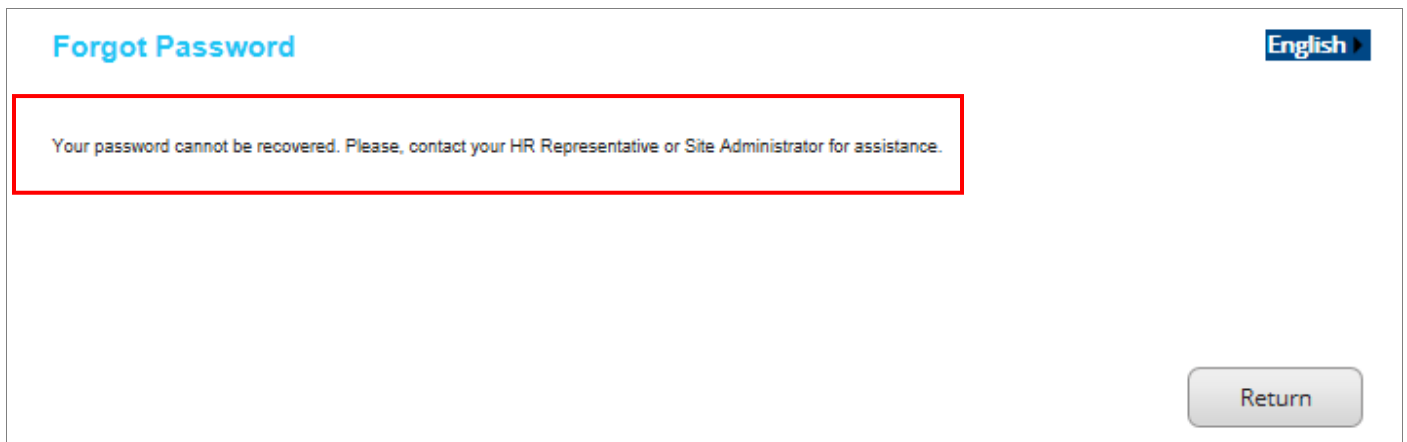 Forgot Password
English
Your password cannot be recovered. Please, contact your HR Representative or Site Administrator for assistance.
Return